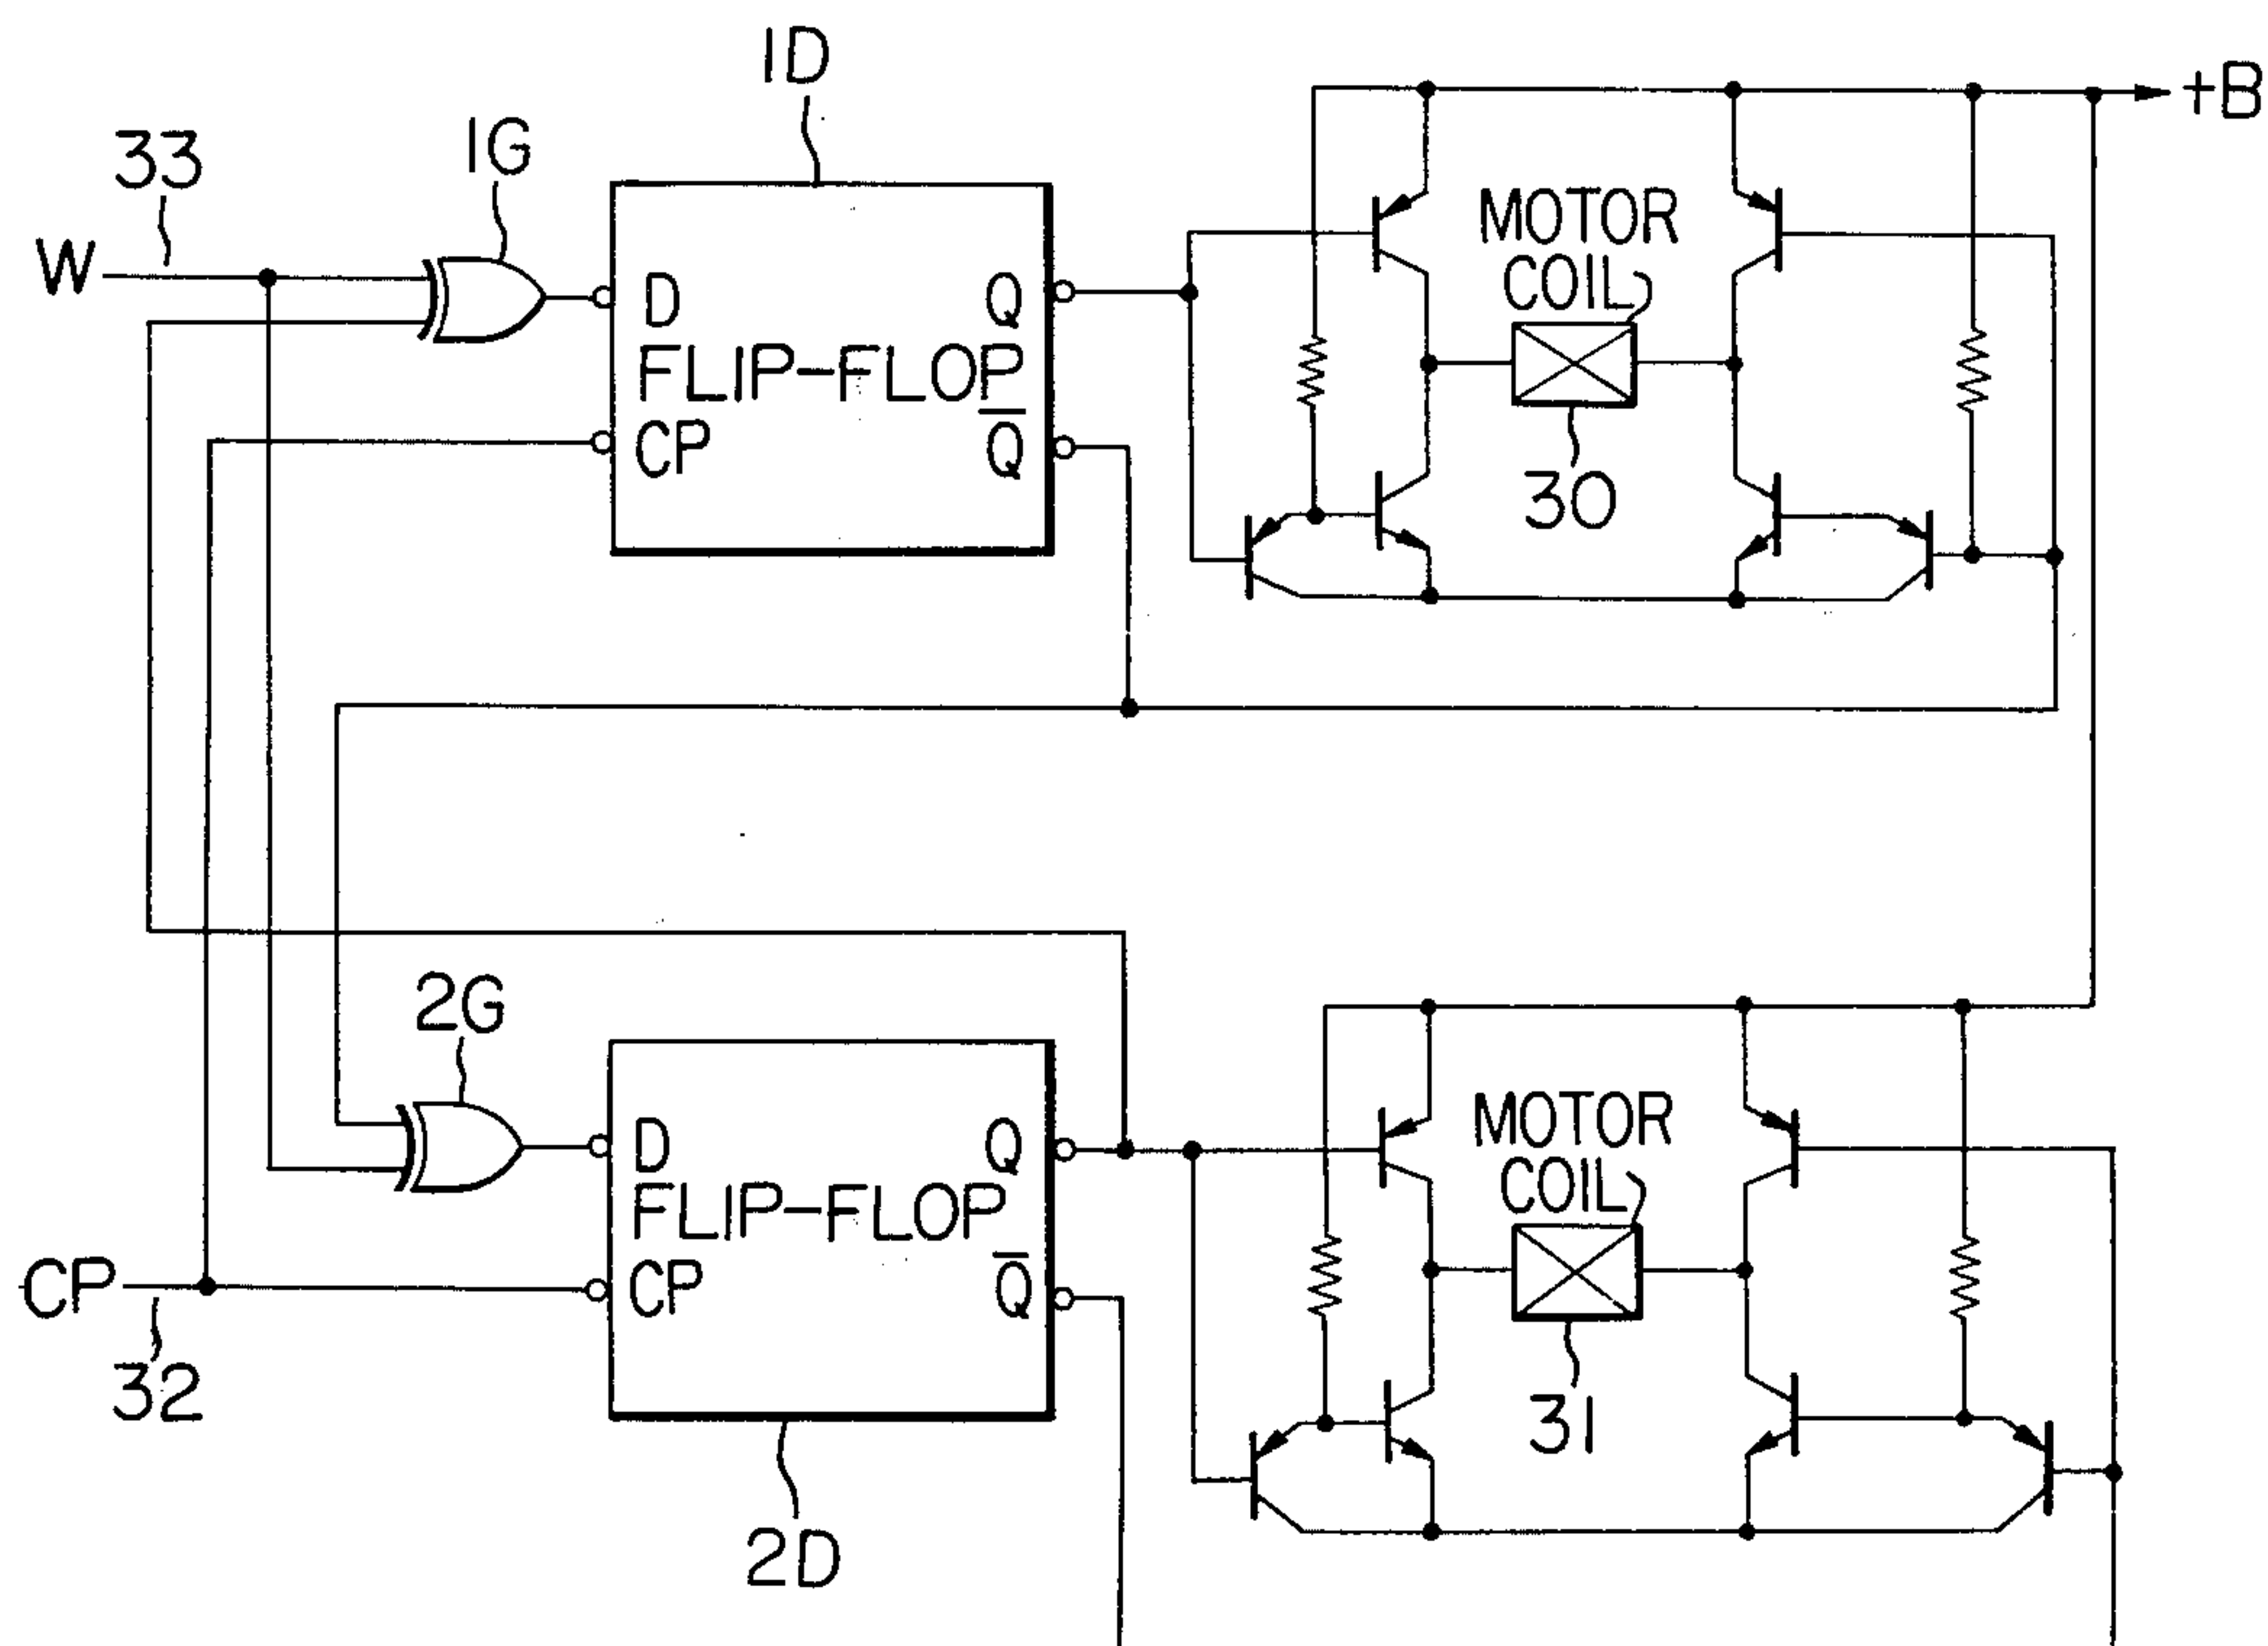 1D
+B
1G
33
W
MOTOR
COIL
D Q
FLIP-FLOP
CP Q̅
30
2G
D Q
FLIP-FLOP
CP Q̅
MOTOR
COIL
CP
32
31
2D